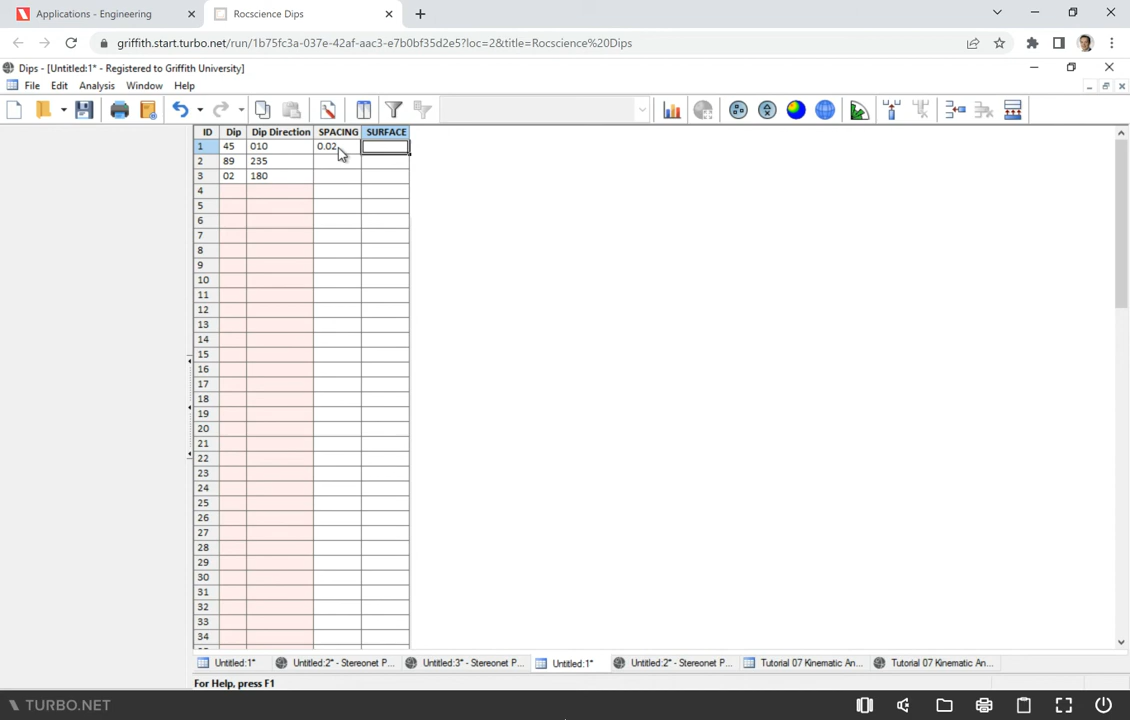 Applications - Engineering
Rocscience Dips
griffith.start.turbo.net/run/1b75fc3a-037e-42af-aac3-e7b0bf35d2e5?loc=2&title=Rocscience%20Dips
Dips - [Untitled:1* - Registered to Griffith University]
File Edit Analysis Window Help
ID Dip Dip Direction SPACING SURFACE
1 45 010 0.02
2 89 235
3 02 180
4
5
6
7
8
9
10
11
12
13
14
15
16
17
18
19
20
21
22
23
24
25
26
27
28
29
30
31
32
33
34
Untitled:1* Untitled:2* - Stereonet P... Untitled:3* - Stereonet P... Untitled:1* Untitled:2* - Stereonet P... Tutorial 07 Kinematic An... Tutorial 07 Kinematic An...
For Help, press F1
TURBO.NET